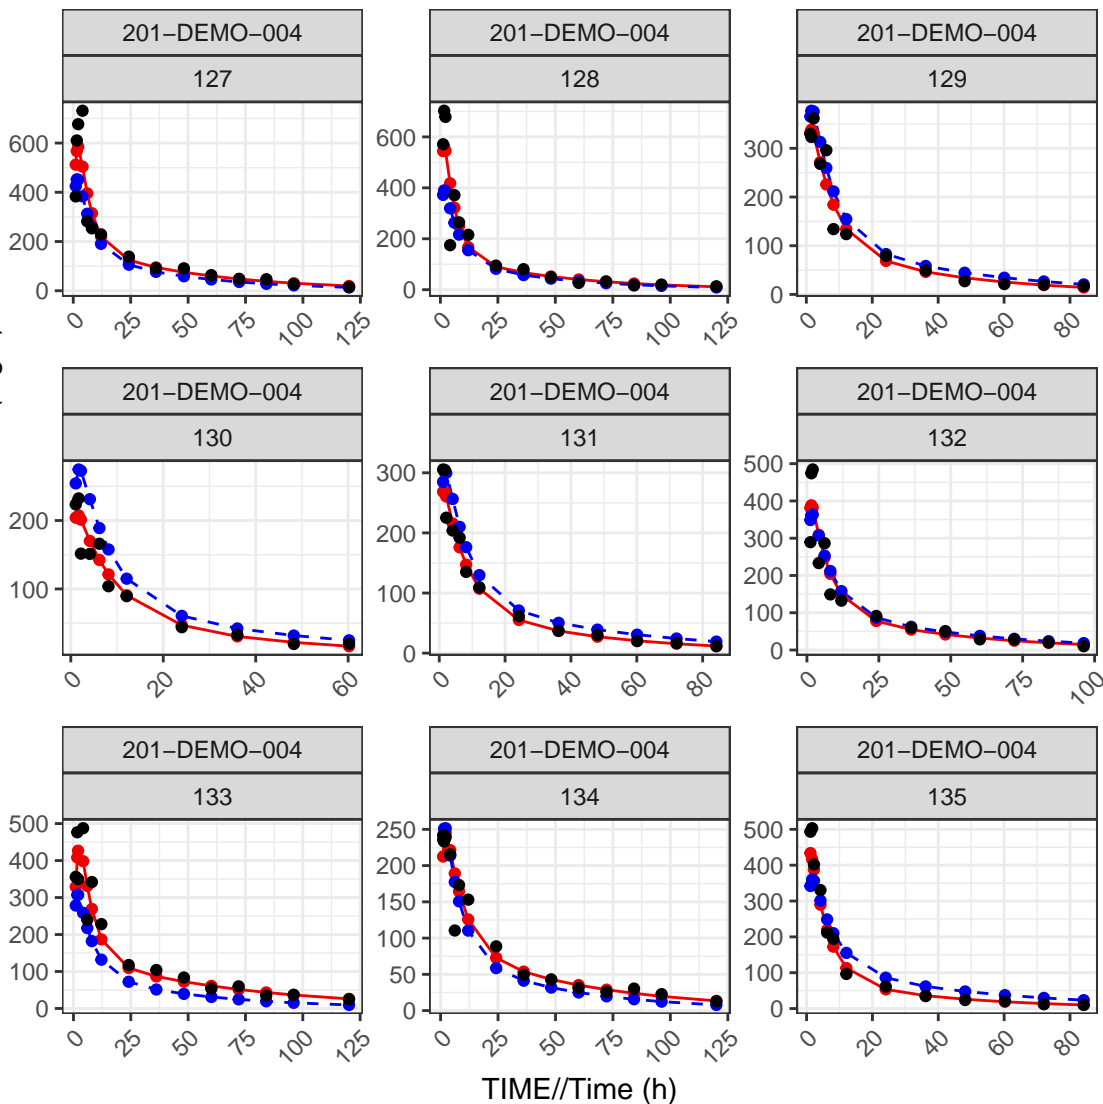 201−DEMO−004 201−DEMO−004 201−DEMO−004
127 128 129
600 600 300
400 400 200
200 200 100
0 0 0
0 25 50 75 100 125 0 25 50 75 100 125 0 20 40 60 80
201−DEMO−004 201−DEMO−004 201−DEMO−004
130 131 132
200 100
300 200 100 0
500 400 300 200 100 0
0 20 40 60 0 20 40 60 80 0 25 50 75 100
201−DEMO−004 201−DEMO−004 201−DEMO−004
133 134 135
500 400 300 200 100 0
250 200 150 100 50 0
500 400 300 200 100 0
0 25 50 75 100 125 0 25 50 75 100 125 0 20 40 60 80
TIME//Time (h)